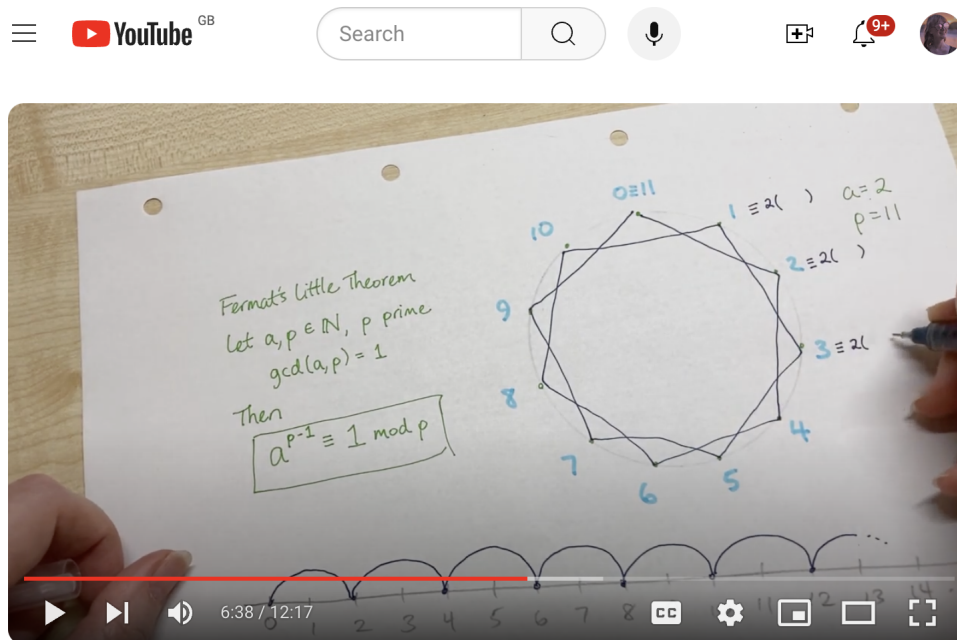 YouTube GB
Search
9+
0≡11
10
1 ≡ 2( )
a=2
p=11
2≡2( )
9
Fermat's Little Theorem
Let a,p ∈ ℕ, p prime
gcd(a,p) = 1
3 ≡ 2(
8
Then
a^{p-1} ≡ 1 mod p
4
7
6
5
...
0 1 2 3 4 5 6 7 8 11 12 13 14
6:38 / 12:17
CC